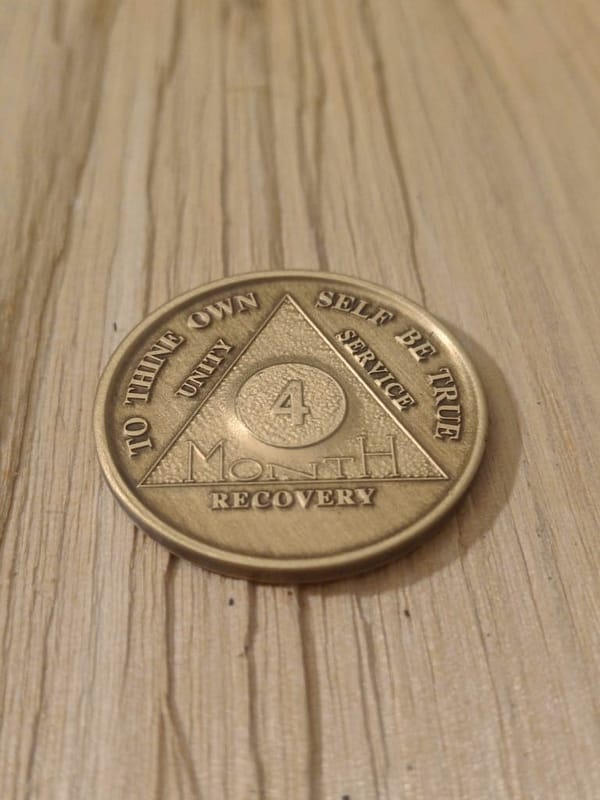 TO THINE OWN SELF BE TRUE
UNITY
SERVICE
4
MONTH
RECOVERY